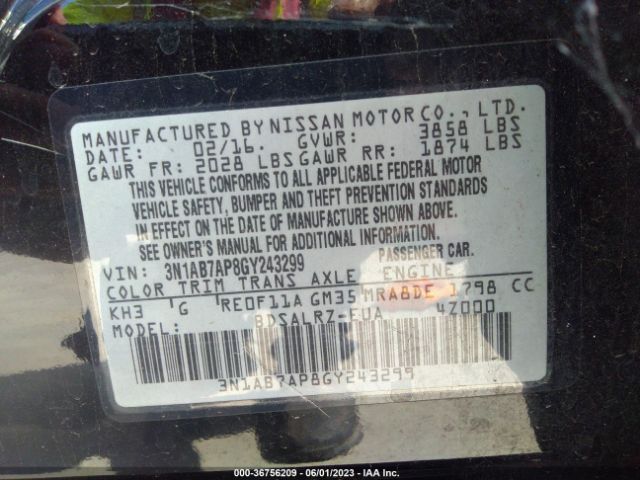 MANUFACTURED BY NISSAN MOTOR CO., LTD.
DATE: 02/16. GVWR: 3858 LBS
GAWR FR: 2028 LBS GAWR RR: 1874 LBS
THIS VEHICLE CONFORMS TO ALL APPLICABLE FEDERAL MOTOR
VEHICLE SAFETY, BUMPER AND THEFT PREVENTION STANDARDS
IN EFFECT ON THE DATE OF MANUFACTURE SHOWN ABOVE.
SEE OWNER'S MANUAL FOR ADDITIONAL INFORMATION.
VIN: 3N1AB7AP8GY243299 PASSENGER CAR.
COLOR TRIM TRANS AXLE ENGINE
KH3 G RE0F11A GM35 MRA8DE 1798 CC
MODEL: BDSALRZ-EUA 4Z000
3N1AB7AP8GY243299
000-36756209 - 06/01/2023 - IAA Inc.